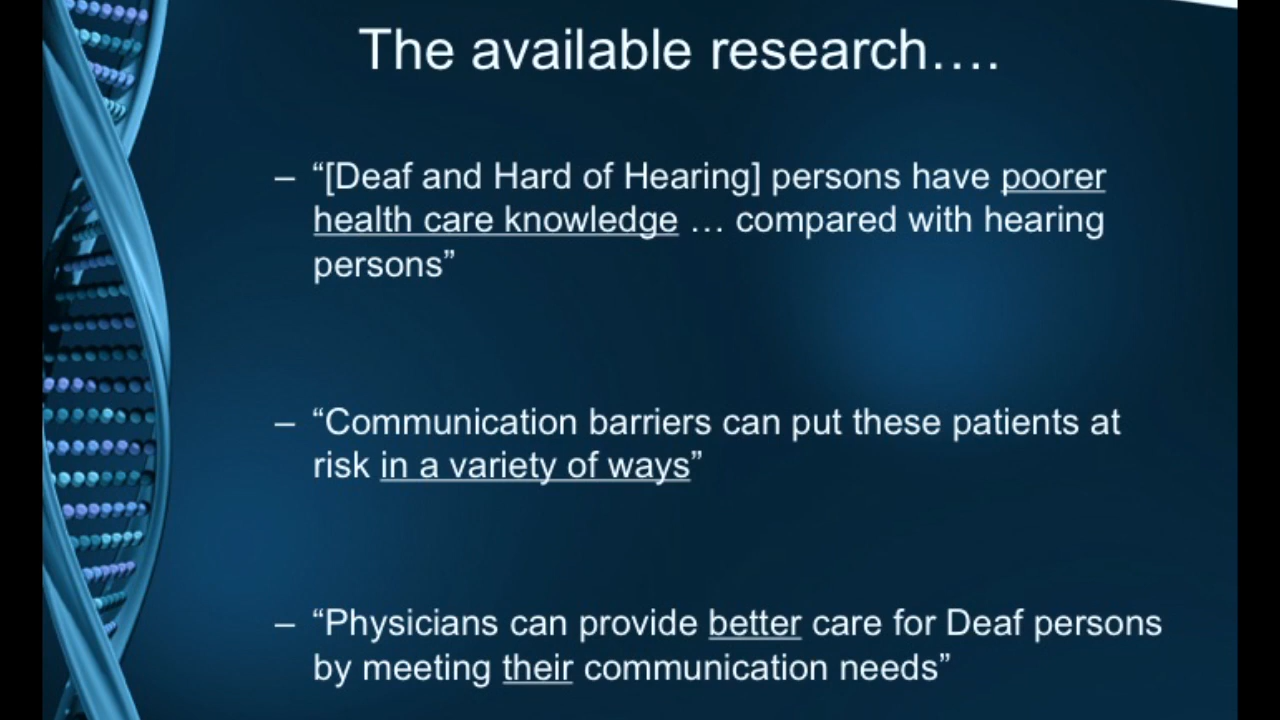 The available research….
– “[Deaf and Hard of Hearing] persons have poorer
health care knowledge … compared with hearing
persons”
– “Communication barriers can put these patients at
risk in a variety of ways”
– “Physicians can provide better care for Deaf persons
by meeting their communication needs”